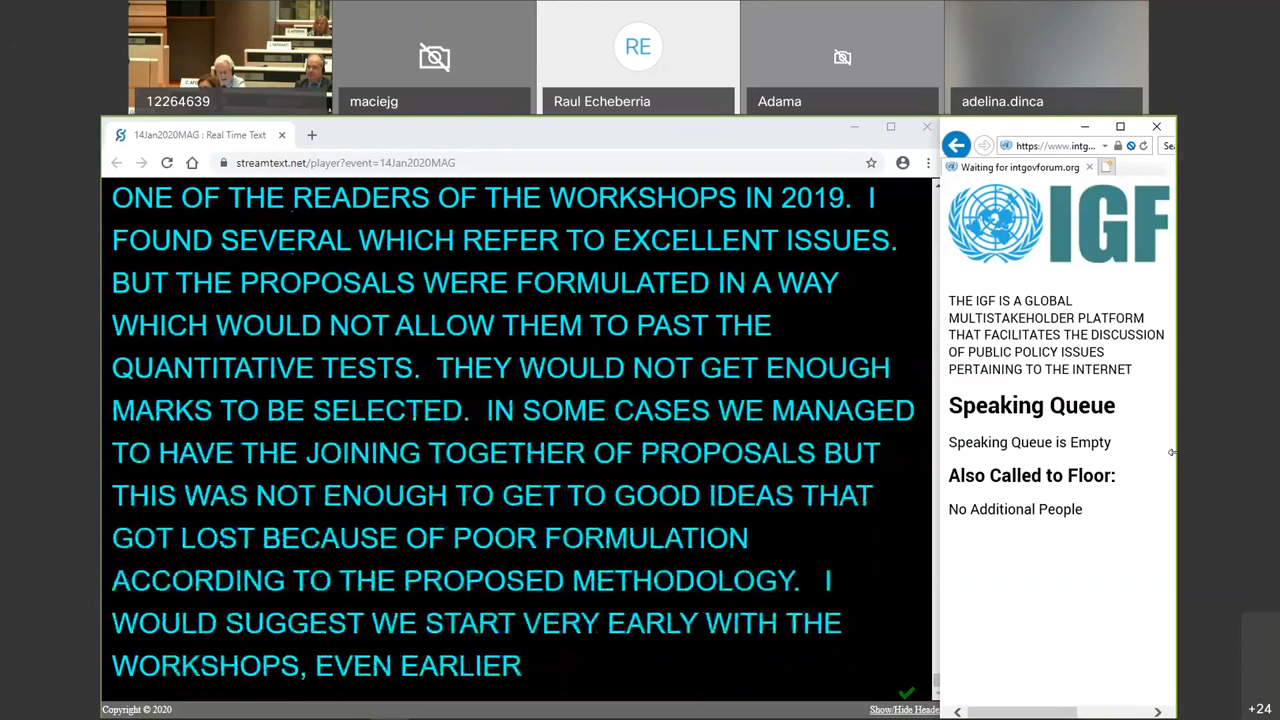 12264639
maciejg
RE
Raul Echeberria
Adama
adelina.dinca
14Jan2020MAG : Real Time Text
streamtext.net/player?event=14Jan2020MAG
ONE OF THE READERS OF THE WORKSHOPS IN 2019. I
FOUND SEVERAL WHICH REFER TO EXCELLENT ISSUES.
BUT THE PROPOSALS WERE FORMULATED IN A WAY
WHICH WOULD NOT ALLOW THEM TO PAST THE
QUANTITATIVE TESTS. THEY WOULD NOT GET ENOUGH
MARKS TO BE SELECTED. IN SOME CASES WE MANAGED
TO HAVE THE JOINING TOGETHER OF PROPOSALS BUT
THIS WAS NOT ENOUGH TO GET TO GOOD IDEAS THAT
GOT LOST BECAUSE OF POOR FORMULATION
ACCORDING TO THE PROPOSED METHODOLOGY. I
WOULD SUGGEST WE START VERY EARLY WITH THE
WORKSHOPS, EVEN EARLIER
Copyright © 2020
Show/Hide Heade
https://www.intg...
Sea
Waiting for intgovforum.org
IGF
THE IGF IS A GLOBAL
MULTISTAKEHOLDER PLATFORM
THAT FACILITATES THE DISCUSSION
OF PUBLIC POLICY ISSUES
PERTAINING TO THE INTERNET
Speaking Queue
Speaking Queue is Empty
Also Called to Floor:
No Additional People
+24